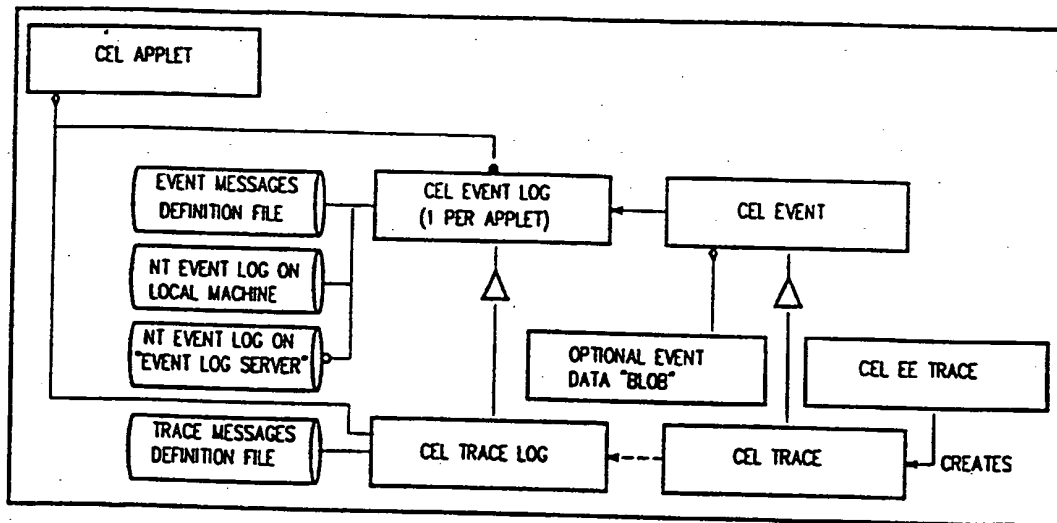 CEL APPLET
EVENT MESSAGES
DEFINITION FILE
CEL EVENT LOG
(1 PER APPLET)
CEL EVENT
NT EVENT LOG ON
LOCAL MACHINE
NT EVENT LOG ON
"EVENT LOG SERVER"
OPTIONAL EVENT
DATA "BLOB"
CEL EE TRACE
TRACE MESSAGES
DEFINITION FILE
CEL TRACE LOG
CEL TRACE
CREATES